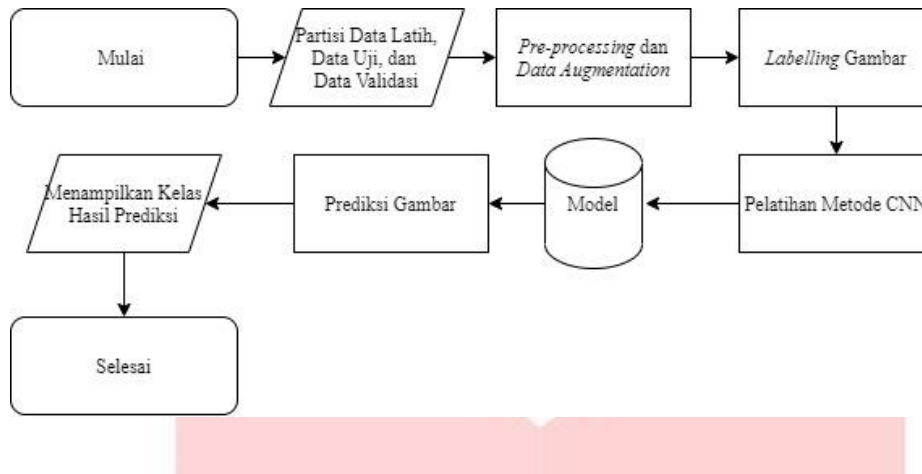 Mulai
Partisi Data Latih,
Data Uji, dan
Data Validasi
Pre-processing dan
Data Augmentation
Labelling Gambar
Pelatihan Metode CNN
Model
Prediksi Gambar
Menampilkan Kelas
Hasil Prediksi
Selesai